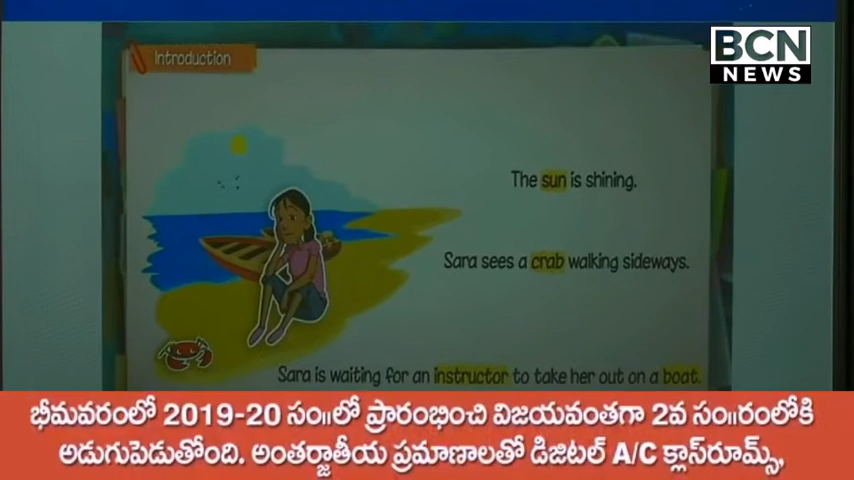 BCN
NEWS
Introduction
The sun is shining.
Sara sees a crab walking sideways.
Sara is waiting for an instructor to take her out on a boat.
భీమవరంలో 2019-20 సం॥లో ప్రారంభించి విజయవంతగా 2వ సం॥రంలోకి
అడుగుపెడుతోంది. అంతర్జాతీయ ప్రమాణాలతో డిజిటల్ A/C క్లాస్‌రూమ్స్,